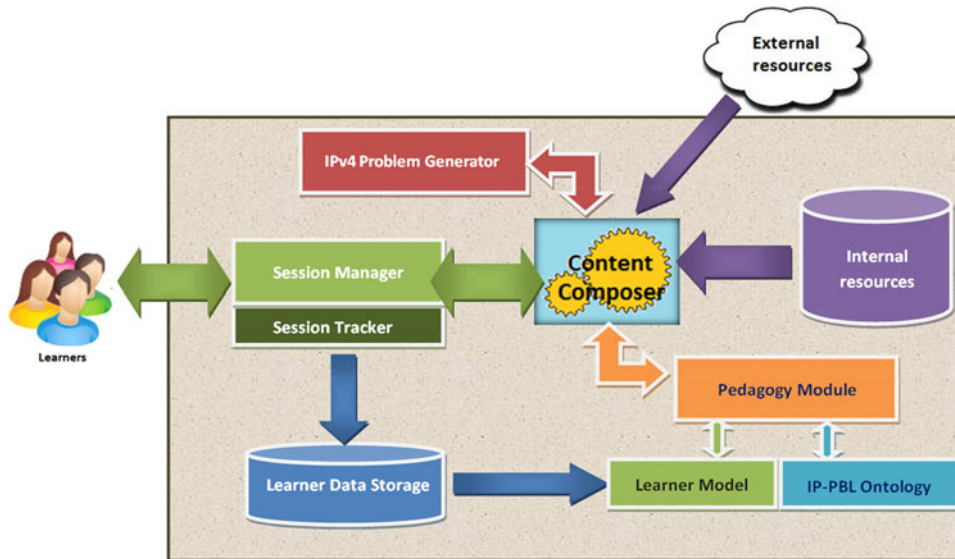 External
resources
IPv4 Problem Generator
Session Manager
Content
Composer
Internal
resources
Session Tracker
Learners
Pedagogy Module
Learner Data Storage
Learner Model
IP-PBL Ontology